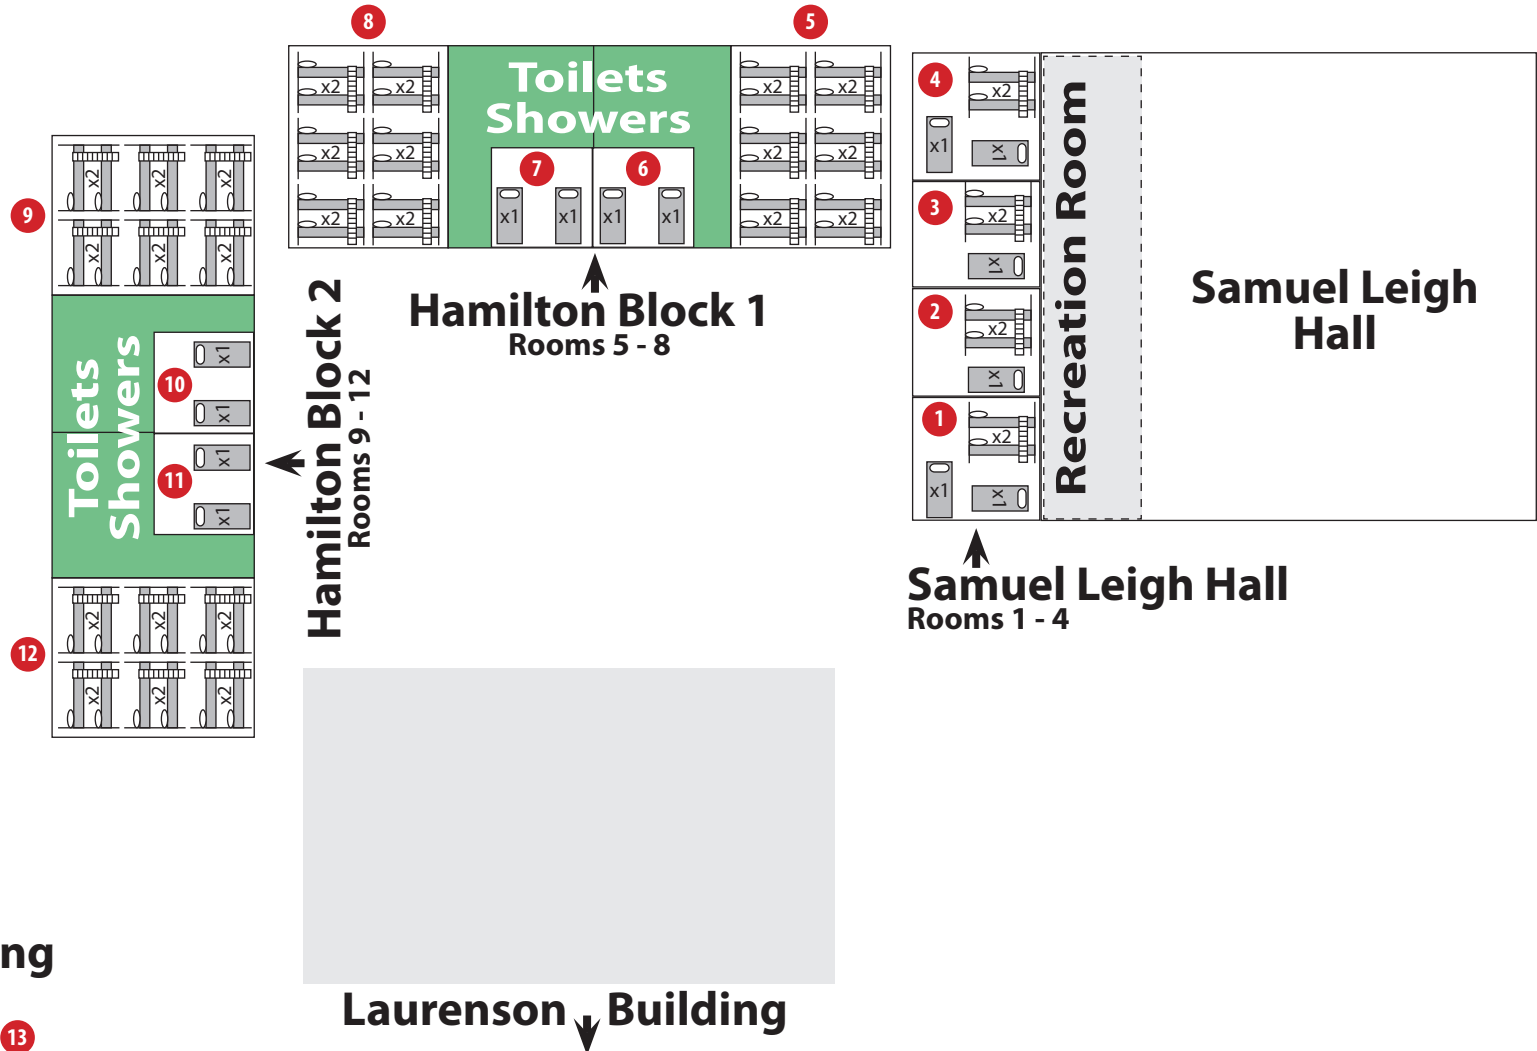 8
5
x2 x2
x2 x2
x2 x2
Toilets
Showers
7
6
x1 x1 x1 x1
x2 x2
x2 x2
x2 x2
Hamilton Block 1
Rooms 5 - 8
4
x2
x1
x1
3
x2
x1
2
x2
x1
1
x2
x1
x1
Recreation Room
Samuel Leigh
Hall
Samuel Leigh Hall
Rooms 1 - 4
9
x2 x2 x2
x2 x2 x2
Toilets
Showers
10
x1
x1
11
x1
x1
12
x2 x2 x2
x2 x2 x2
Hamilton Block 2
Rooms 9 - 12
ng
13
Laurenson Building